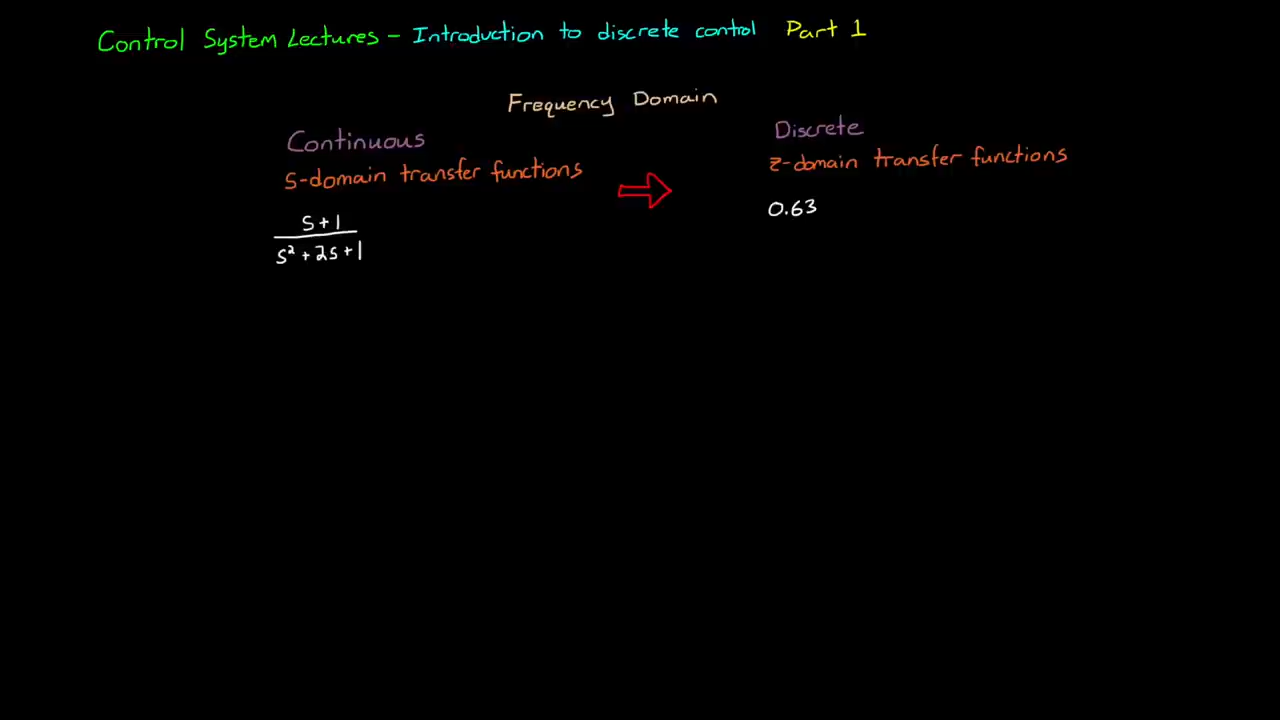 Control System Lectures - Introduction to discrete control Part 1
Frequency Domain
Continuous
s-domain transfer functions
s+1
s²+2s+1
Discrete
z-domain transfer functions
0.63